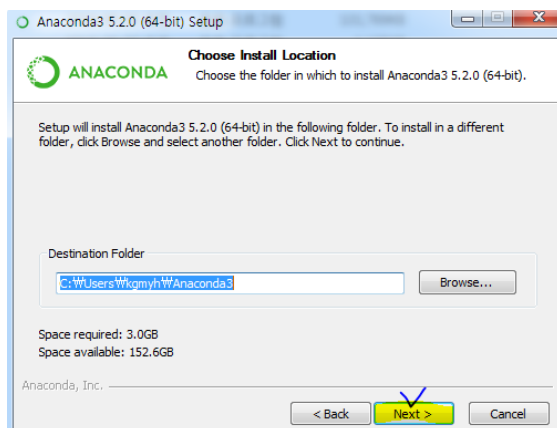 Anaconda3 5.2.0 (64-bit) Setup
ANACONDA
Choose Install Location
Choose the folder in which to install Anaconda3 5.2.0 (64-bit).
Setup will install Anaconda3 5.2.0 (64-bit) in the following folder. To install in a different
folder, click Browse and select another folder. Click Next to continue.
Destination Folder
C:₩Users₩kgmyh₩Anaconda3
Browse...
Space required: 3.0GB
Space available: 152.6GB
Anaconda, Inc.
< Back
Next >
Cancel